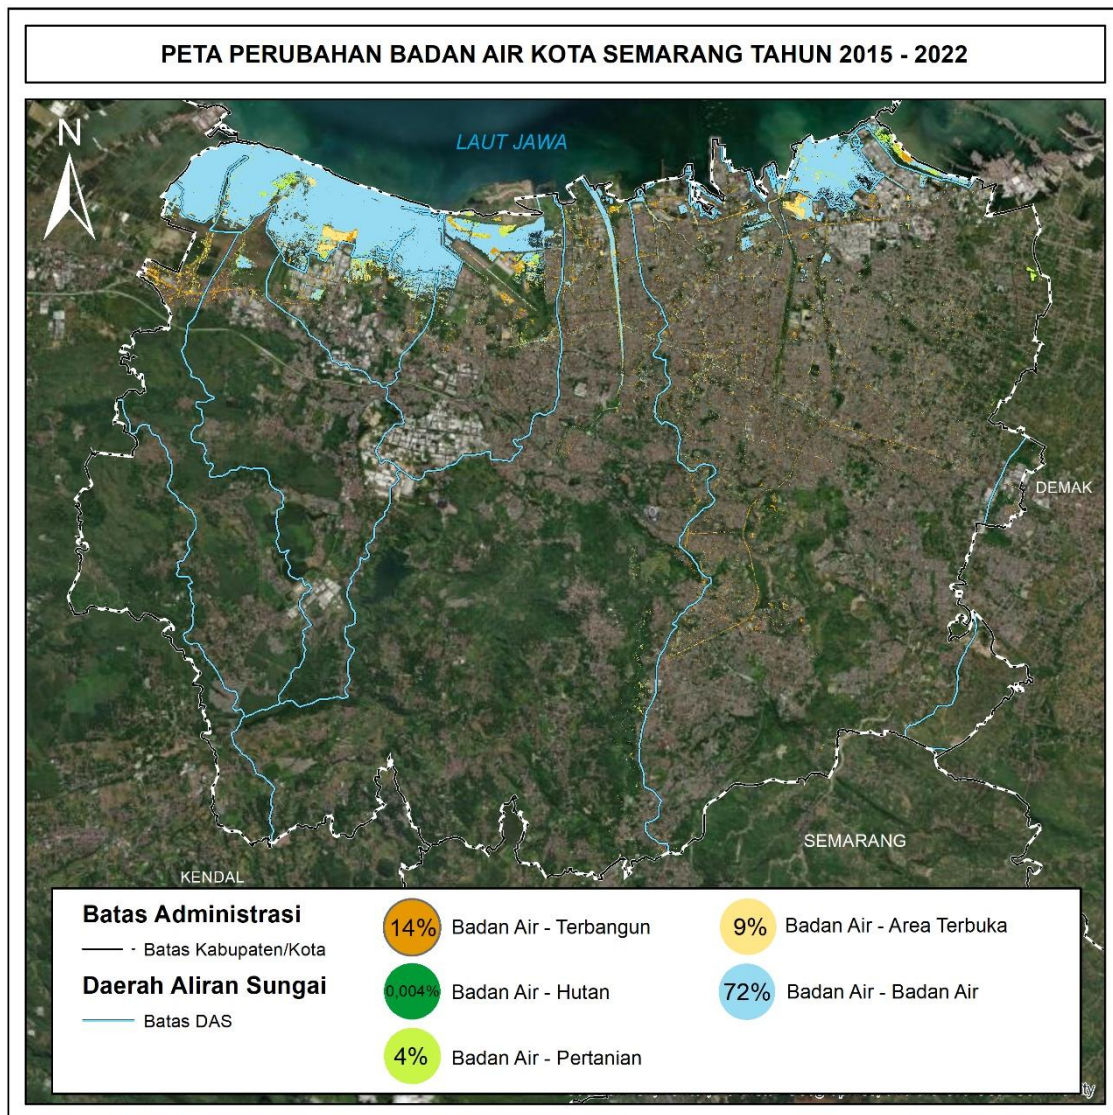 PETA PERUBAHAN BADAN AIR KOTA SEMARANG TAHUN 2015 - 2022
N
LAUT JAWA
DEMAK
SEMARANG
KENDAL
Batas Administrasi
Batas Kabupaten/Kota
Daerah Aliran Sungai
Batas DAS
14% Badan Air - Terbangun
0,004% Badan Air - Hutan
4% Badan Air - Pertanian
9% Badan Air - Area Terbuka
72% Badan Air - Badan Air